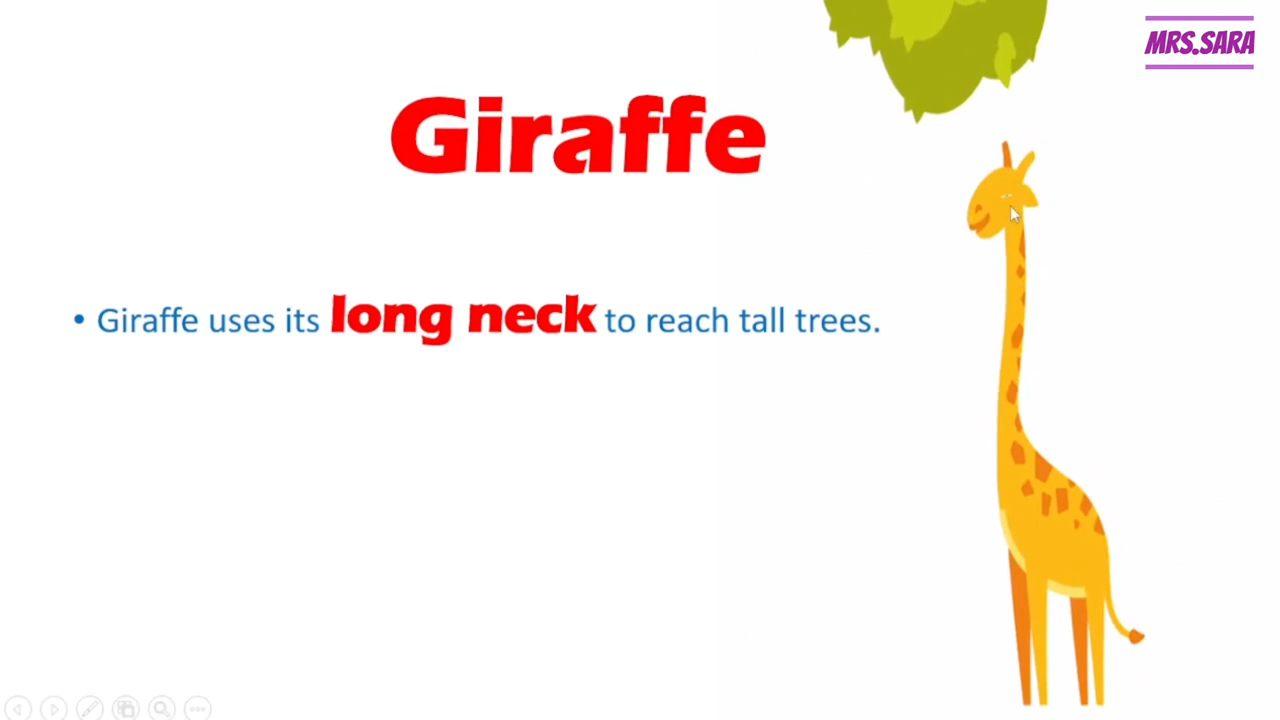 MRS.SARA
Giraffe
• Giraffe uses its long neck to reach tall trees.